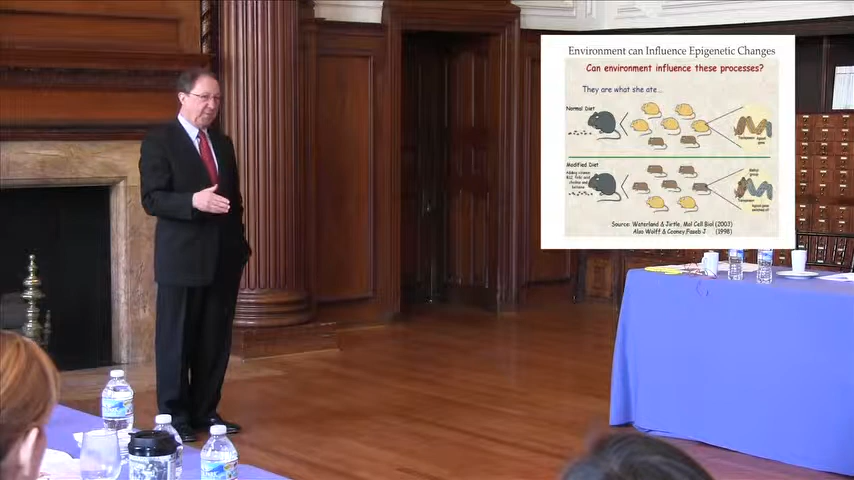 Environment can Influence Epigenetic Changes
Can environment influence these processes?
They are what she ate...
Normal Diet
Modified Diet
Source: Waterland & Jirtle, Mol Cell Biol (2003)
Also Wolff & Cooney Faseb J (1998)